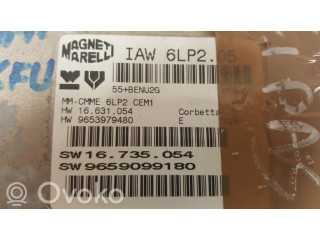 MAGNETI MARELLI
IAW 6LP2.05
55+BENU2G
MM-CMME 6LP2 CEM1
HW 16.631.054
Corbetta
HW 9653979480
E
SW16.735.054
SW9659099180
OVOKO